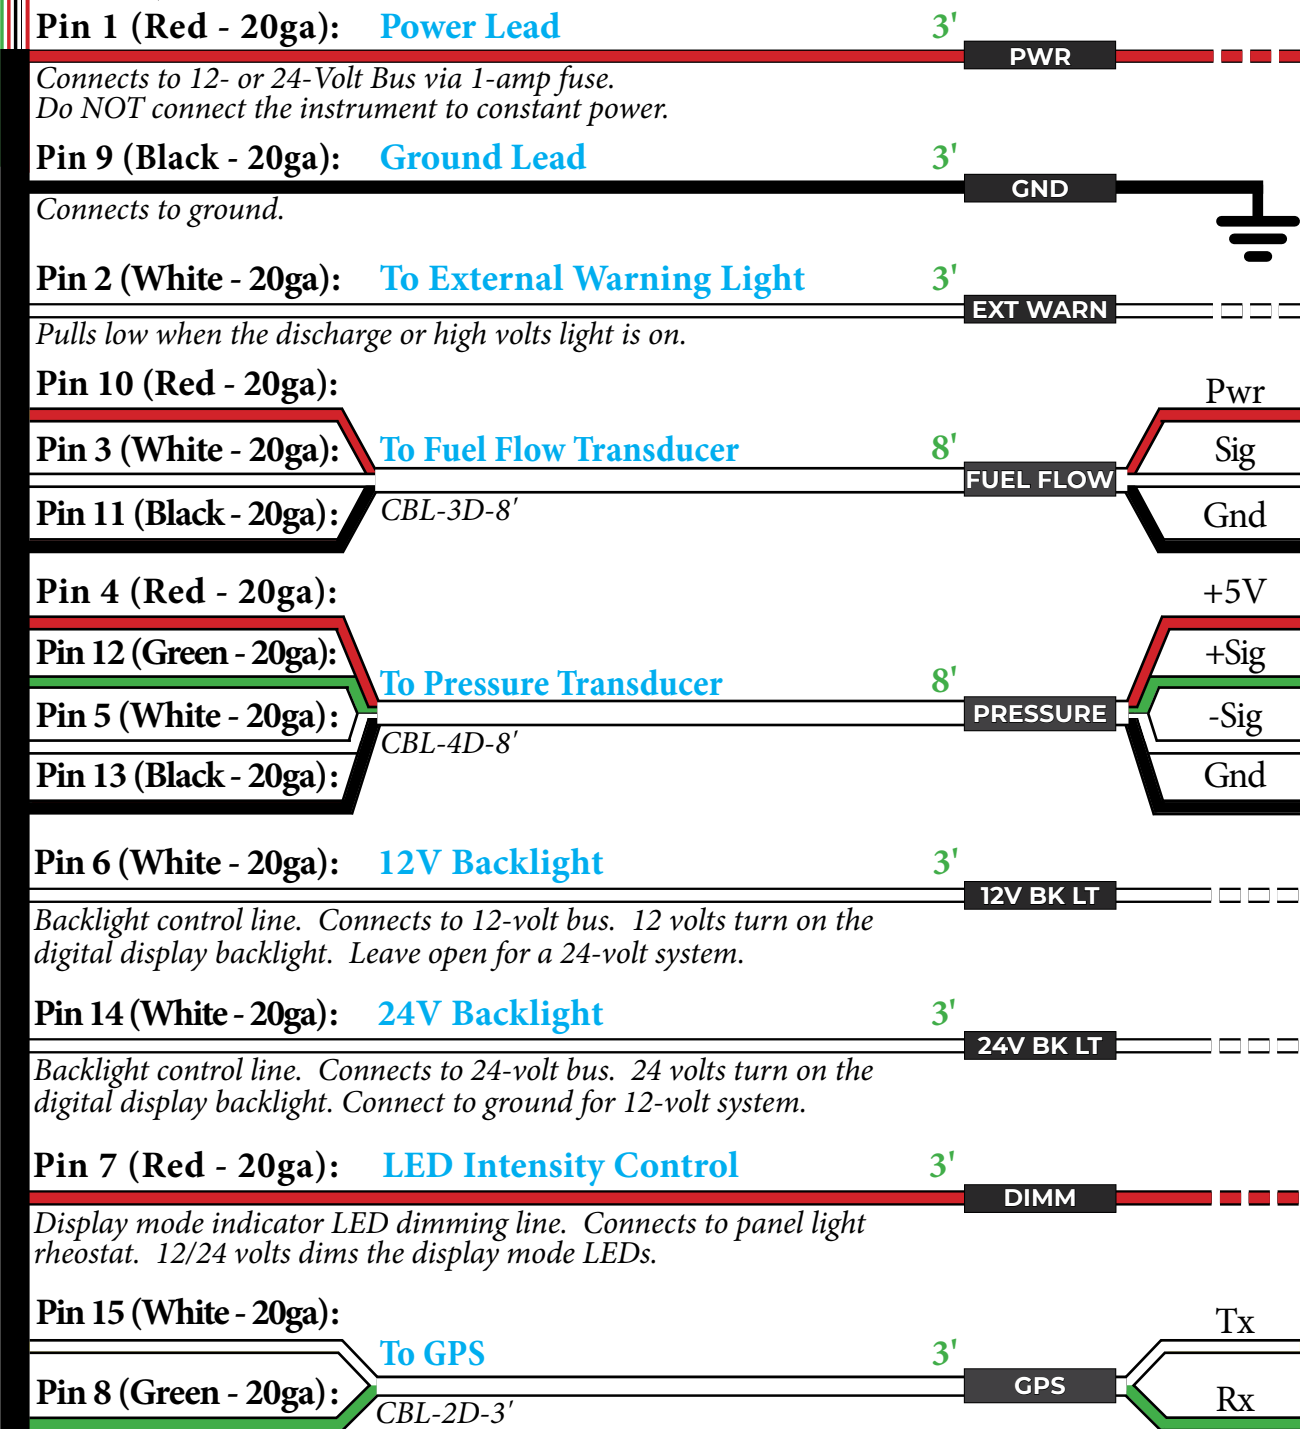 Pin 1 (Red - 20ga): Power Lead 3'
PWR
Connects to 12- or 24-Volt Bus via 1-amp fuse.
Do NOT connect the instrument to constant power.
Pin 9 (Black - 20ga): Ground Lead 3'
GND
Connects to ground.
Pin 2 (White - 20ga): To External Warning Light 3'
EXT WARN
Pulls low when the discharge or high volts light is on.
Pin 10 (Red - 20ga):
Pwr
Pin 3 (White - 20ga): To Fuel Flow Transducer 8'
Sig
FUEL FLOW
Pin 11 (Black - 20ga): CBL-3D-8'
Gnd
Pin 4 (Red - 20ga):
+5V
Pin 12 (Green - 20ga):
+Sig
To Pressure Transducer 8'
Pin 5 (White - 20ga):
PRESSURE
-Sig
CBL-4D-8'
Pin 13 (Black - 20ga):
Gnd
Pin 6 (White - 20ga): 12V Backlight 3'
12V BK LT
Backlight control line. Connects to 12-volt bus. 12 volts turn on the
digital display backlight. Leave open for a 24-volt system.
Pin 14 (White - 20ga): 24V Backlight 3'
24V BK LT
Backlight control line. Connects to 24-volt bus. 24 volts turn on the
digital display backlight. Connect to ground for 12-volt system.
Pin 7 (Red - 20ga): LED Intensity Control 3'
DIMM
Display mode indicator LED dimming line. Connects to panel light
rheostat. 12/24 volts dims the display mode LEDs.
Pin 15 (White - 20ga):
Tx
To GPS 3'
GPS
Pin 8 (Green - 20ga):
Rx
CBL-2D-3'